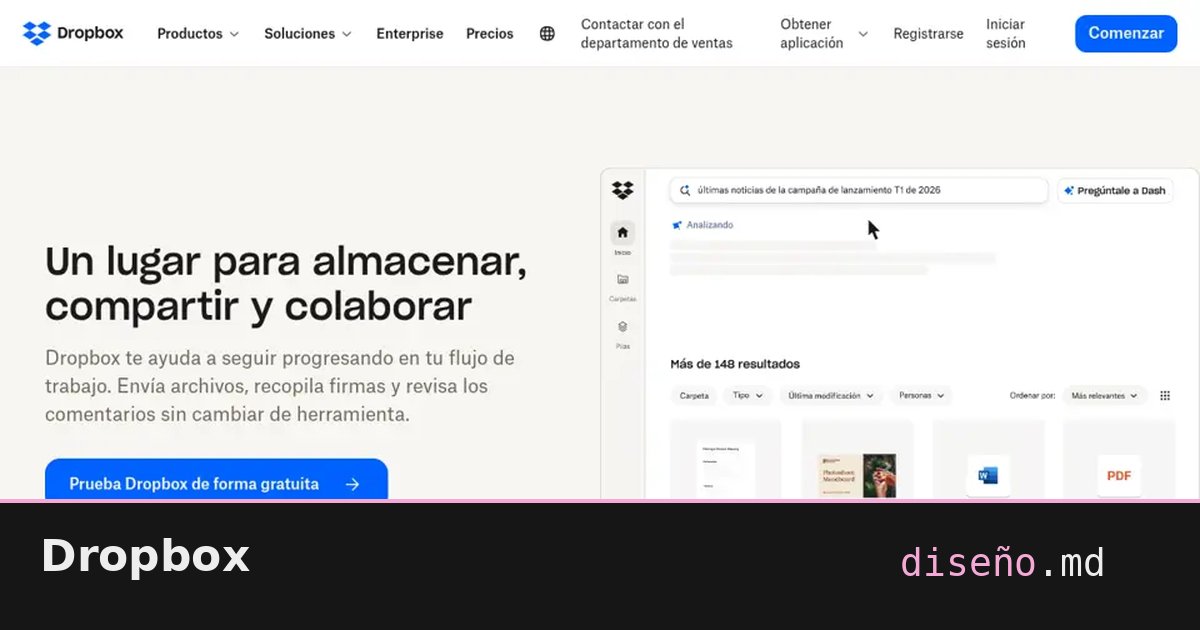 Dropbox
Productos
Soluciones
Enterprise
Precios
Contactar con el
departamento de ventas
Obtener
aplicación
Registrarse
Iniciar
sesión
Comenzar
Un lugar para almacenar,
compartir y colaborar
Dropbox te ayuda a seguir progresando en tu flujo de
trabajo. Envía archivos, recopila firmas y revisa los
comentarios sin cambiar de herramienta.
Prueba Dropbox de forma gratuita
últimas noticias de la campaña de lanzamiento T1 de 2026
Pregúntale a Dash
Analizando
Inicio
Carpetas
Más de 148 resultados
Carpeta
Tipo
Última modificación
Personas
Ordenar por:
Más relevantes
Photoshoot
Moodboard
W
PDF
Dropbox
diseño.md